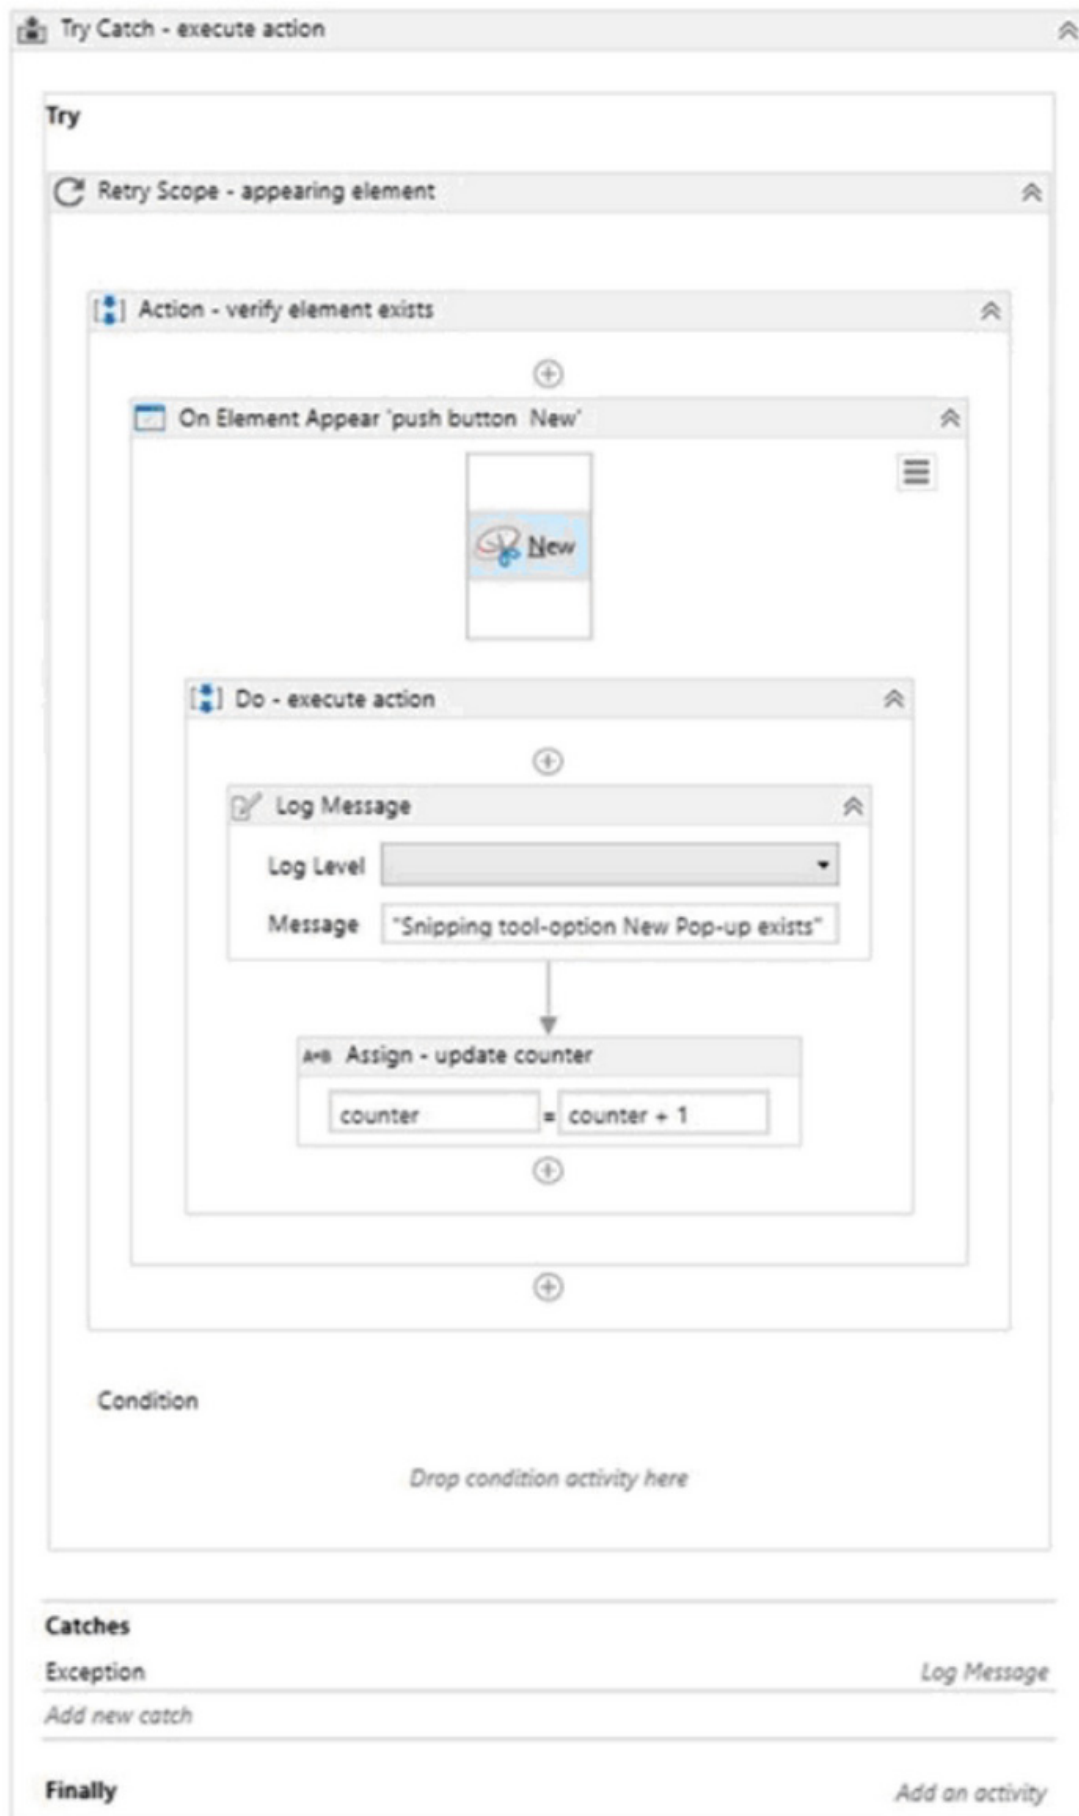 Try Catch - execute action
Try
Retry Scope - appearing element
Action - verify element exists
On Element Appear 'push button  New'
New
Do - execute action
Log Message
Log Level
Message "Snipping tool-option New Pop-up exists"
A=B Assign - update counter
counter = counter + 1
Condition
Drop condition activity here
Catches
Exception Log Message
Add new catch
Finally Add an activity